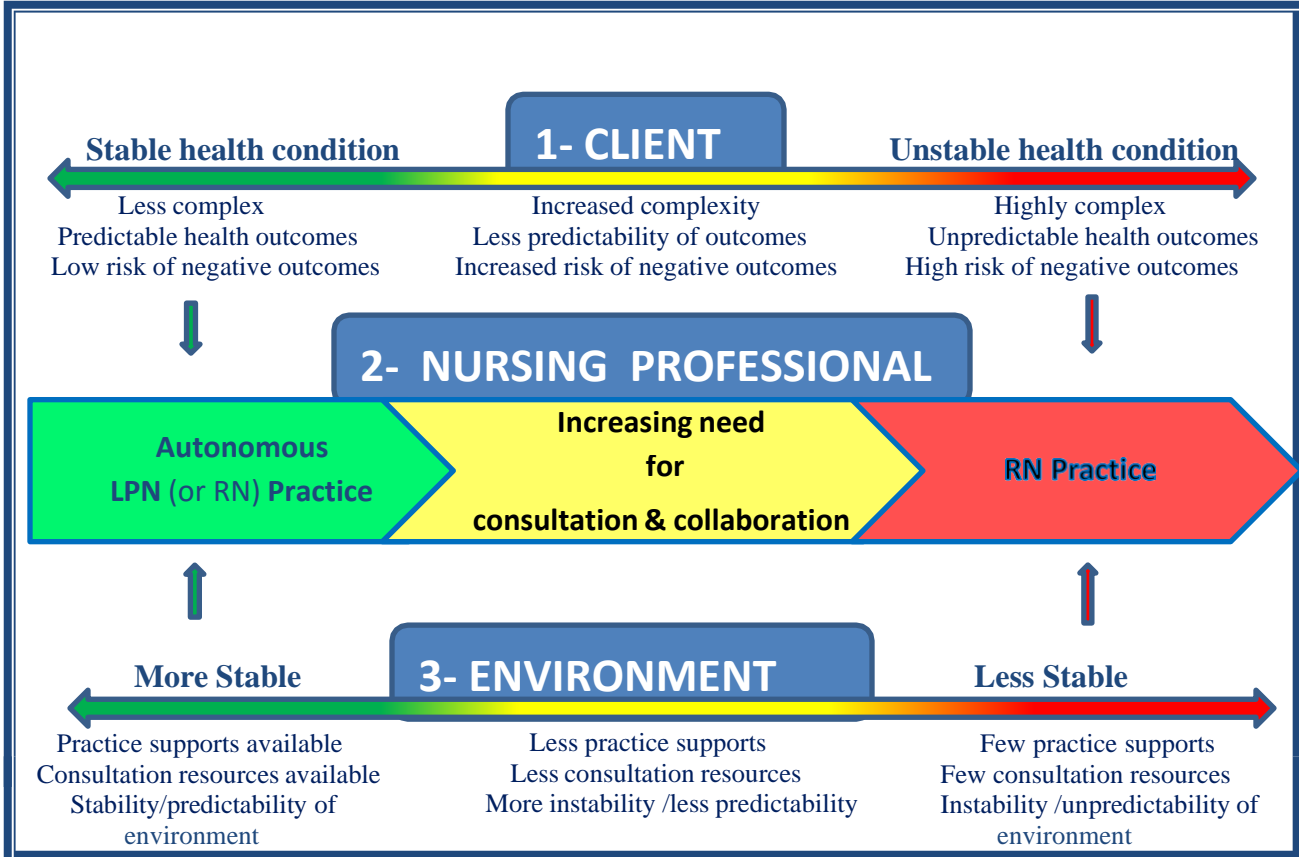 1- CLIENT
Stable health condition
Unstable health condition
Less complex
Predictable health outcomes
Low risk of negative outcomes
Increased complexity
Less predictability of outcomes
Increased risk of negative outcomes
Highly complex
Unpredictable health outcomes
High risk of negative outcomes
2- NURSING PROFESSIONAL
Autonomous
LPN (or RN) Practice
Increasing need
for
consultation & collaboration
RN Practice
3- ENVIRONMENT
More Stable
Less Stable
Practice supports available
Consultation resources available
Stability/predictability of
environment
Less practice supports
Less consultation resources
More instability /less predictability
Few practice supports
Few consultation resources
Instability /unpredictability of
environment